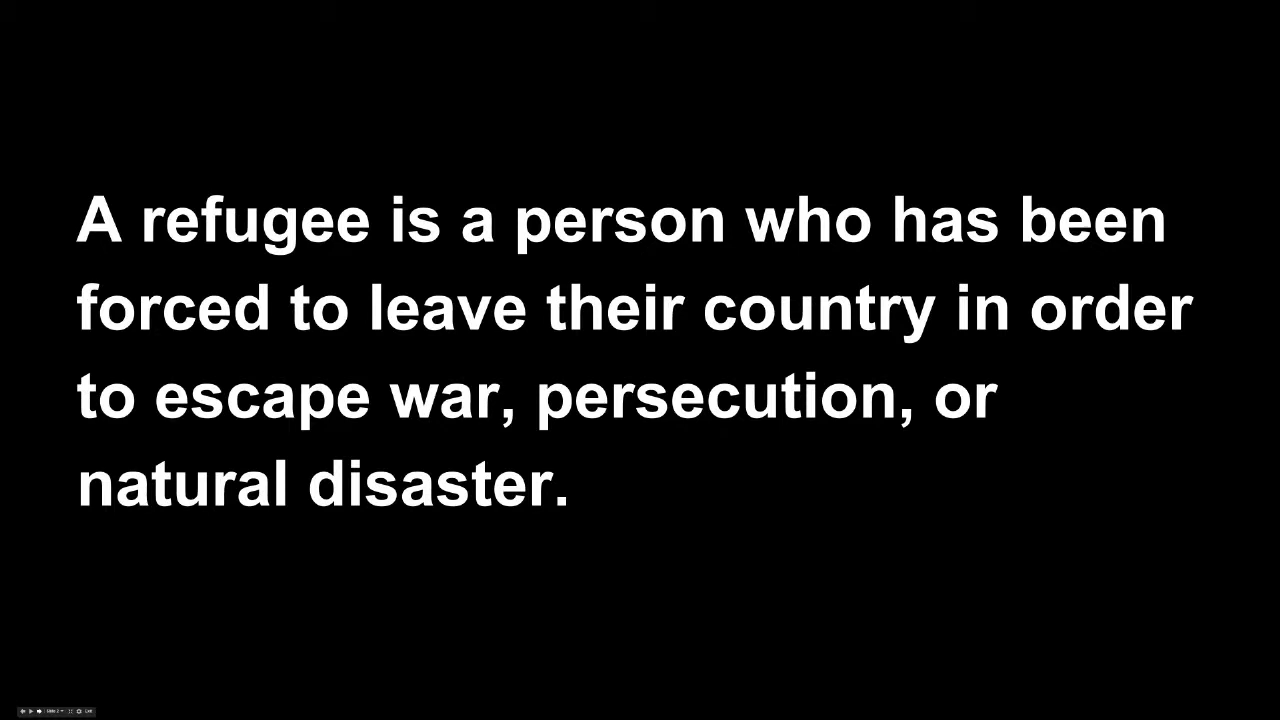 A refugee is a person who has been
forced to leave their country in order
to escape war, persecution, or
natural disaster.